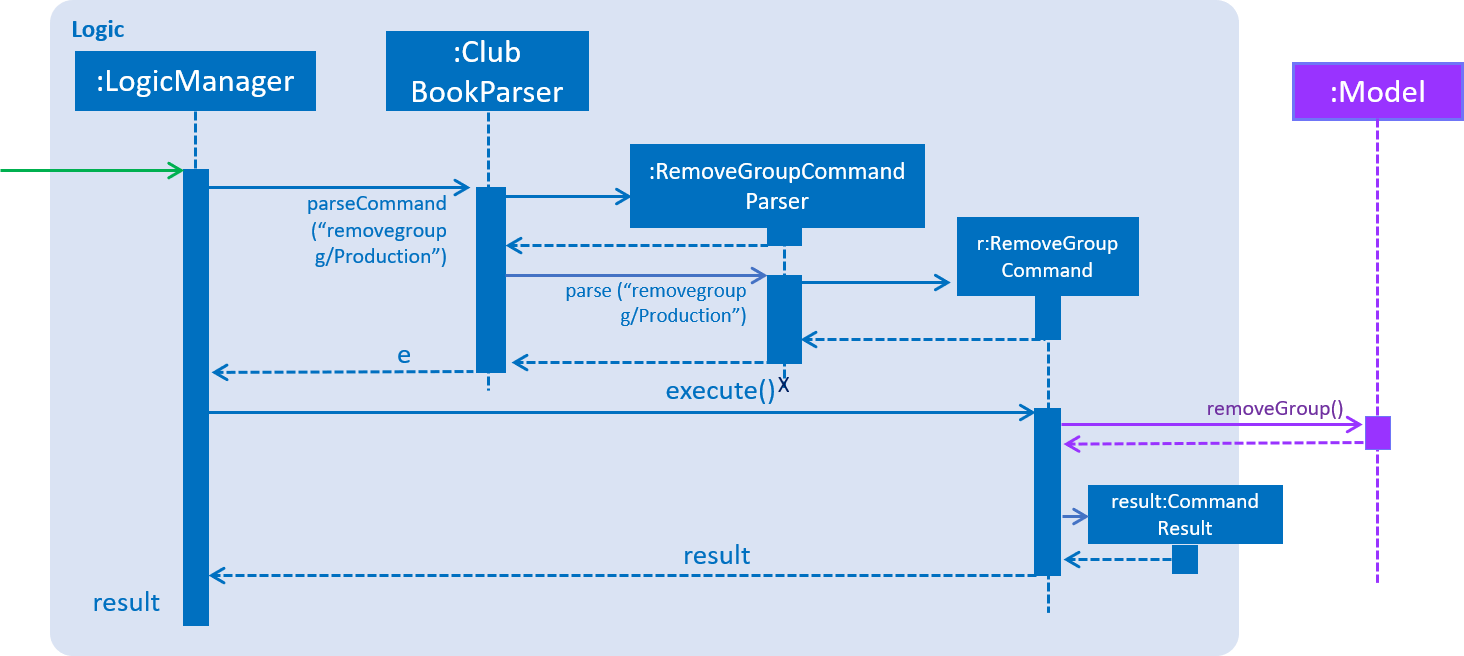 Logic
:LogicManager
:Club
BookParser
:Model
:RemoveGroupCommand
Parser
parseCommand
(“removegroup
g/Production”)
r:RemoveGroup
Command
parse (“removegroup
g/Production”)
e
execute()
X
removeGroup()
result:Command
Result
result
result